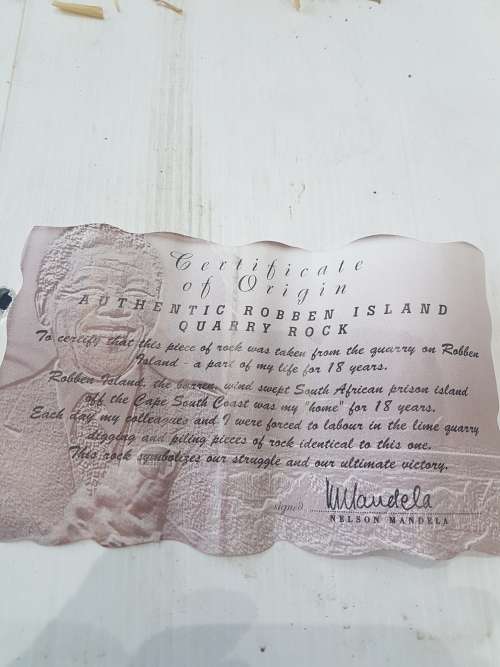 Certificate
of Origin
AUTHENTIC ROBBEN ISLAND
QUARRY ROCK
To certify that this piece of rock was taken from the quarry on Robben
Island - a part of my life for 18 years.
Robben Island, the barren, wind swept South African prison island
off the Cape South Coast was my "home" for 18 years.
Each day my colleagues and I were forced to labour in the lime quarry
digging and piling pieces of rock identical to this one.
This rock symbolizes our struggle and our ultimate victory.
signed NMandela
NELSON MANDELA